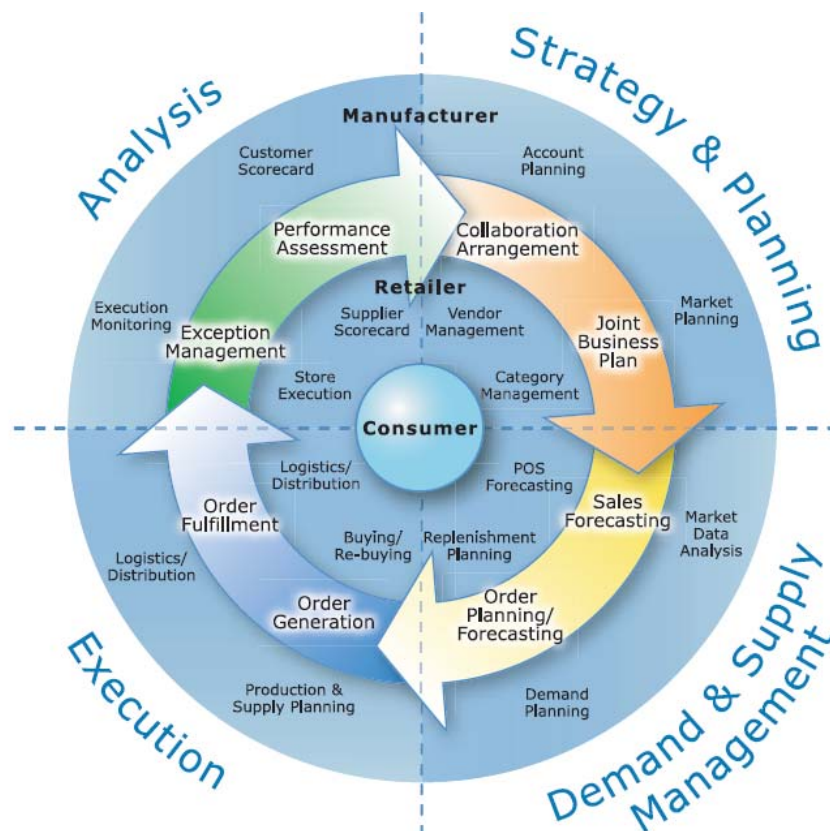 Strategy & Planning
Analysis
Manufacturer
Customer
Scorecard
Account
Planning
Performance
Assessment
Collaboration
Arrangement
Retailer
Execution
Monitoring
Supplier
Scorecard
Vendor
Management
Market
Planning
Exception
Management
Joint
Business
Plan
Store
Execution
Category
Management
Consumer
Logistics/
Distribution
POS
Forecasting
Order
Fulfillment
Sales
Forecasting
Market
Data
Analysis
Buying/
Re-buying
Replenishment
Planning
Logistics/
Distribution
Order
Generation
Order
Planning/
Forecasting
Production &
Supply Planning
Demand
Planning
Execution
Demand & Supply
Management